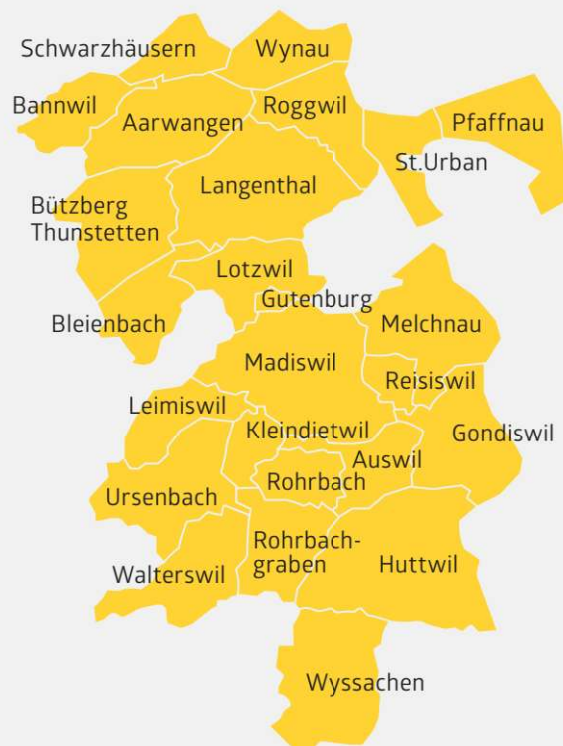 Schwarzhäusern
Wynau
Bannwil
Aarwangen
Roggwil
Pfaffnau
St.Urban
Langenthal
Bützberg
Thunstetten
Lotzwil
Gutenburg
Bleienbach
Melchnau
Madiswil
Reisiswil
Leimiswil
Kleindietwil
Gondiswil
Auswil
Rohrbach
Ursenbach
Rohrbach-
graben
Huttwil
Walterswil
Wyssachen